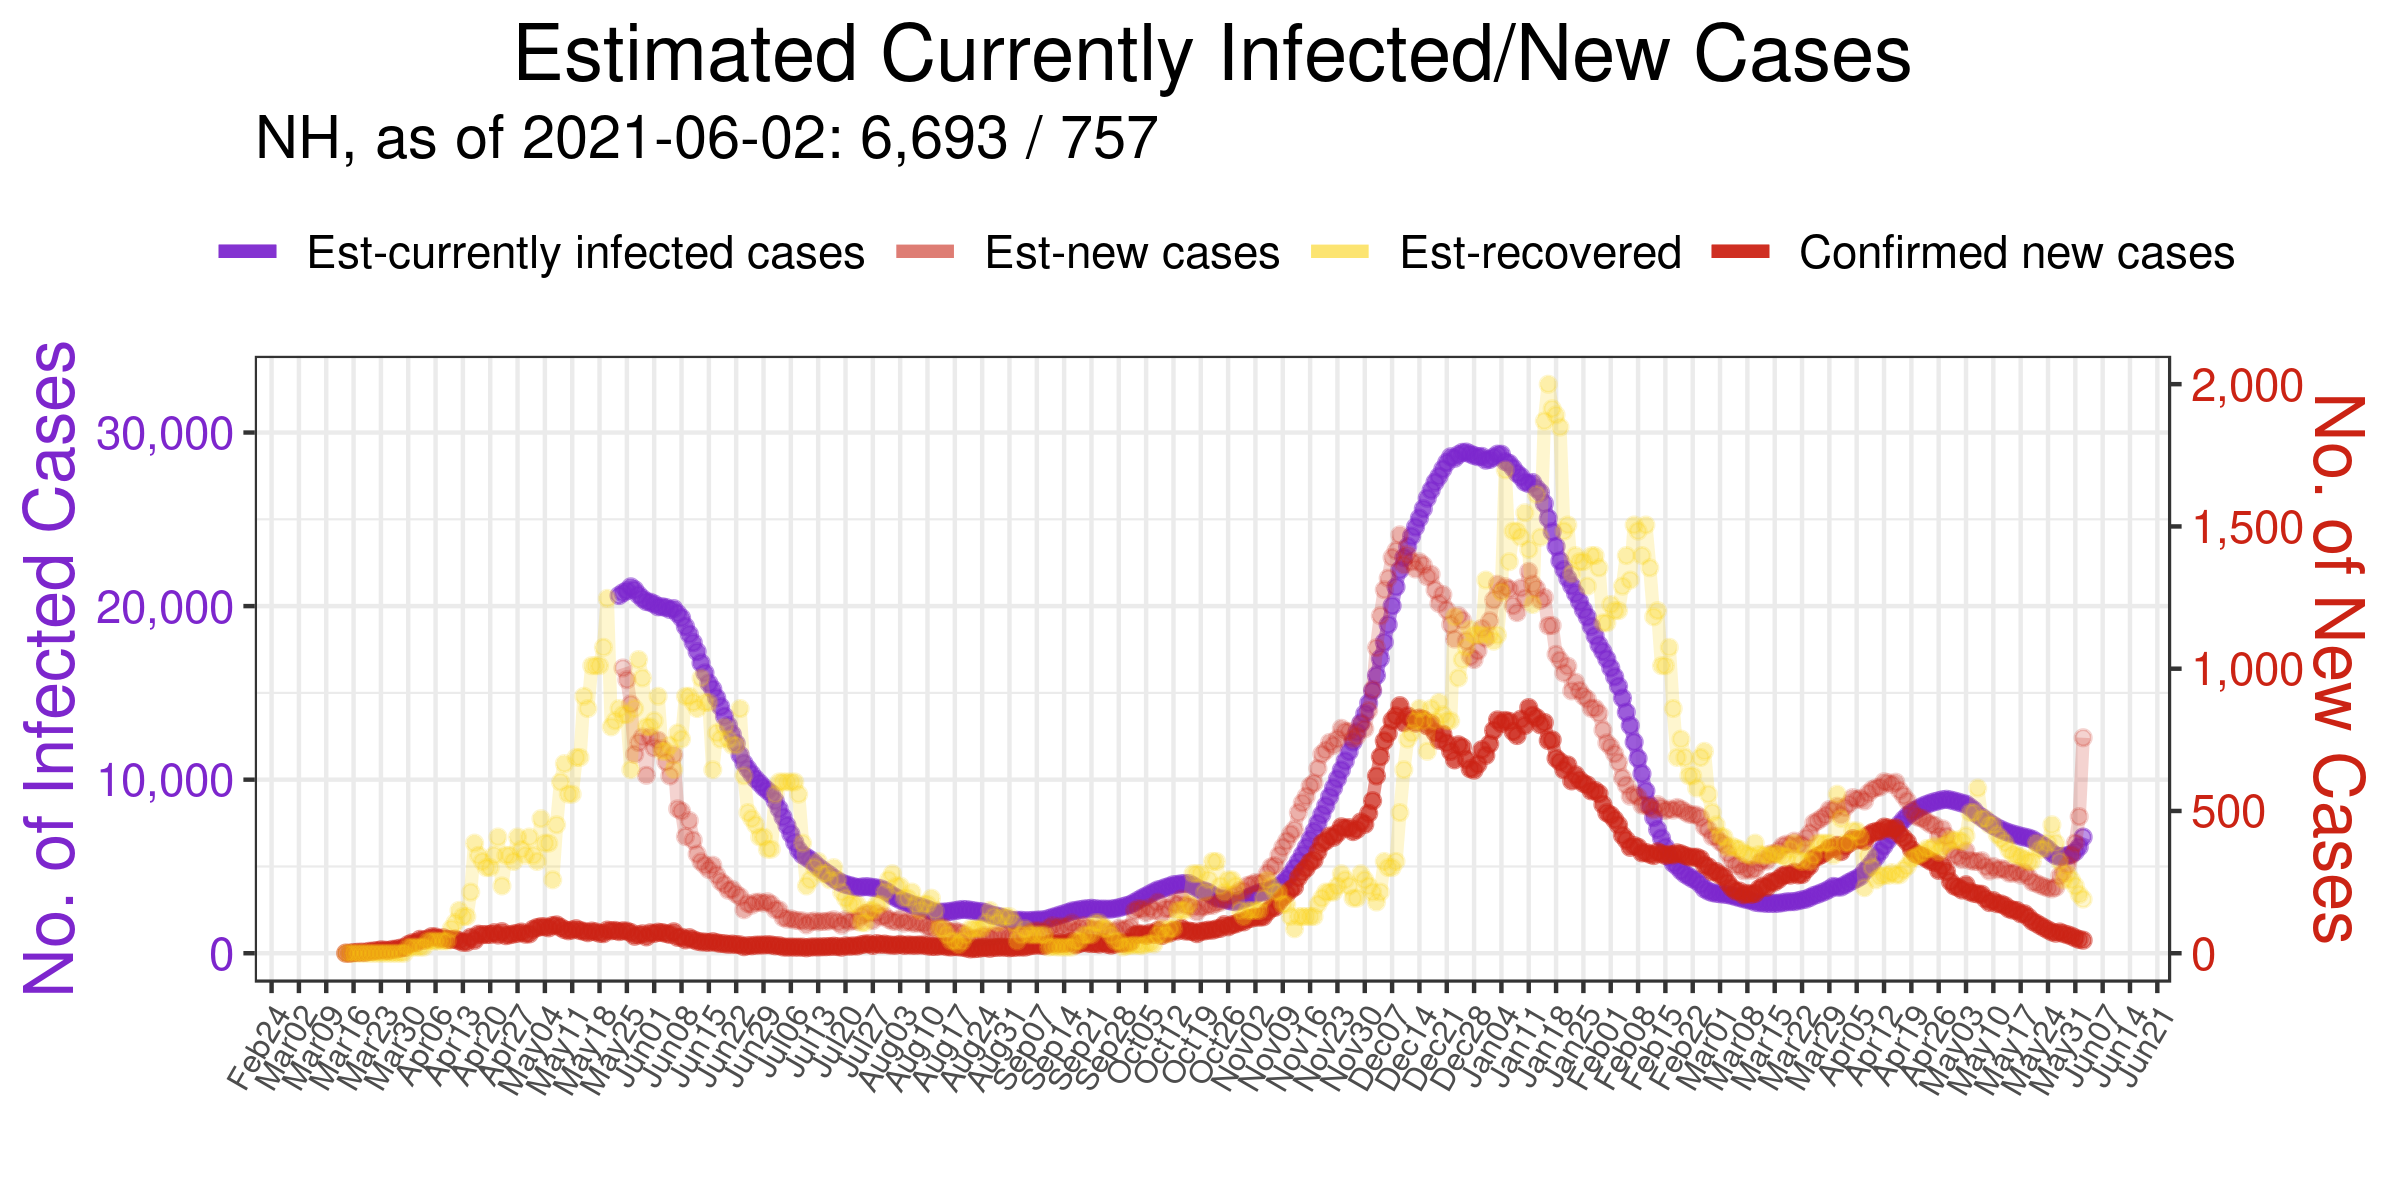 Estimated Currently Infected/New Cases
NH, as of 2021-06-02: 6,693 / 757
Est-currently infected cases
Est-new cases
Est-recovered
Confirmed new cases
No. of Infected Cases
30,000
20,000
10,000
0
2,000
1,500
1,000
500
0
No. of New Cases
Feb24
Mar02
Mar09
Mar16
Mar23
Mar30
Apr06
Apr13
Apr20
Apr27
May04
May11
May18
May25
Jun01
Jun08
Jun15
Jun22
Jun29
Jul06
Jul13
Jul20
Jul27
Aug03
Aug10
Aug17
Aug24
Aug31
Sep07
Sep14
Sep21
Sep28
Oct05
Oct12
Oct19
Oct26
Nov02
Nov09
Nov16
Nov23
Nov30
Dec07
Dec14
Dec21
Dec28
Jan04
Jan11
Jan18
Jan25
Feb01
Feb08
Feb15
Feb22
Mar01
Mar08
Mar15
Mar22
Mar29
Apr05
Apr12
Apr19
Apr26
May03
May10
May17
May24
May31
Jun07
Jun14
Jun21